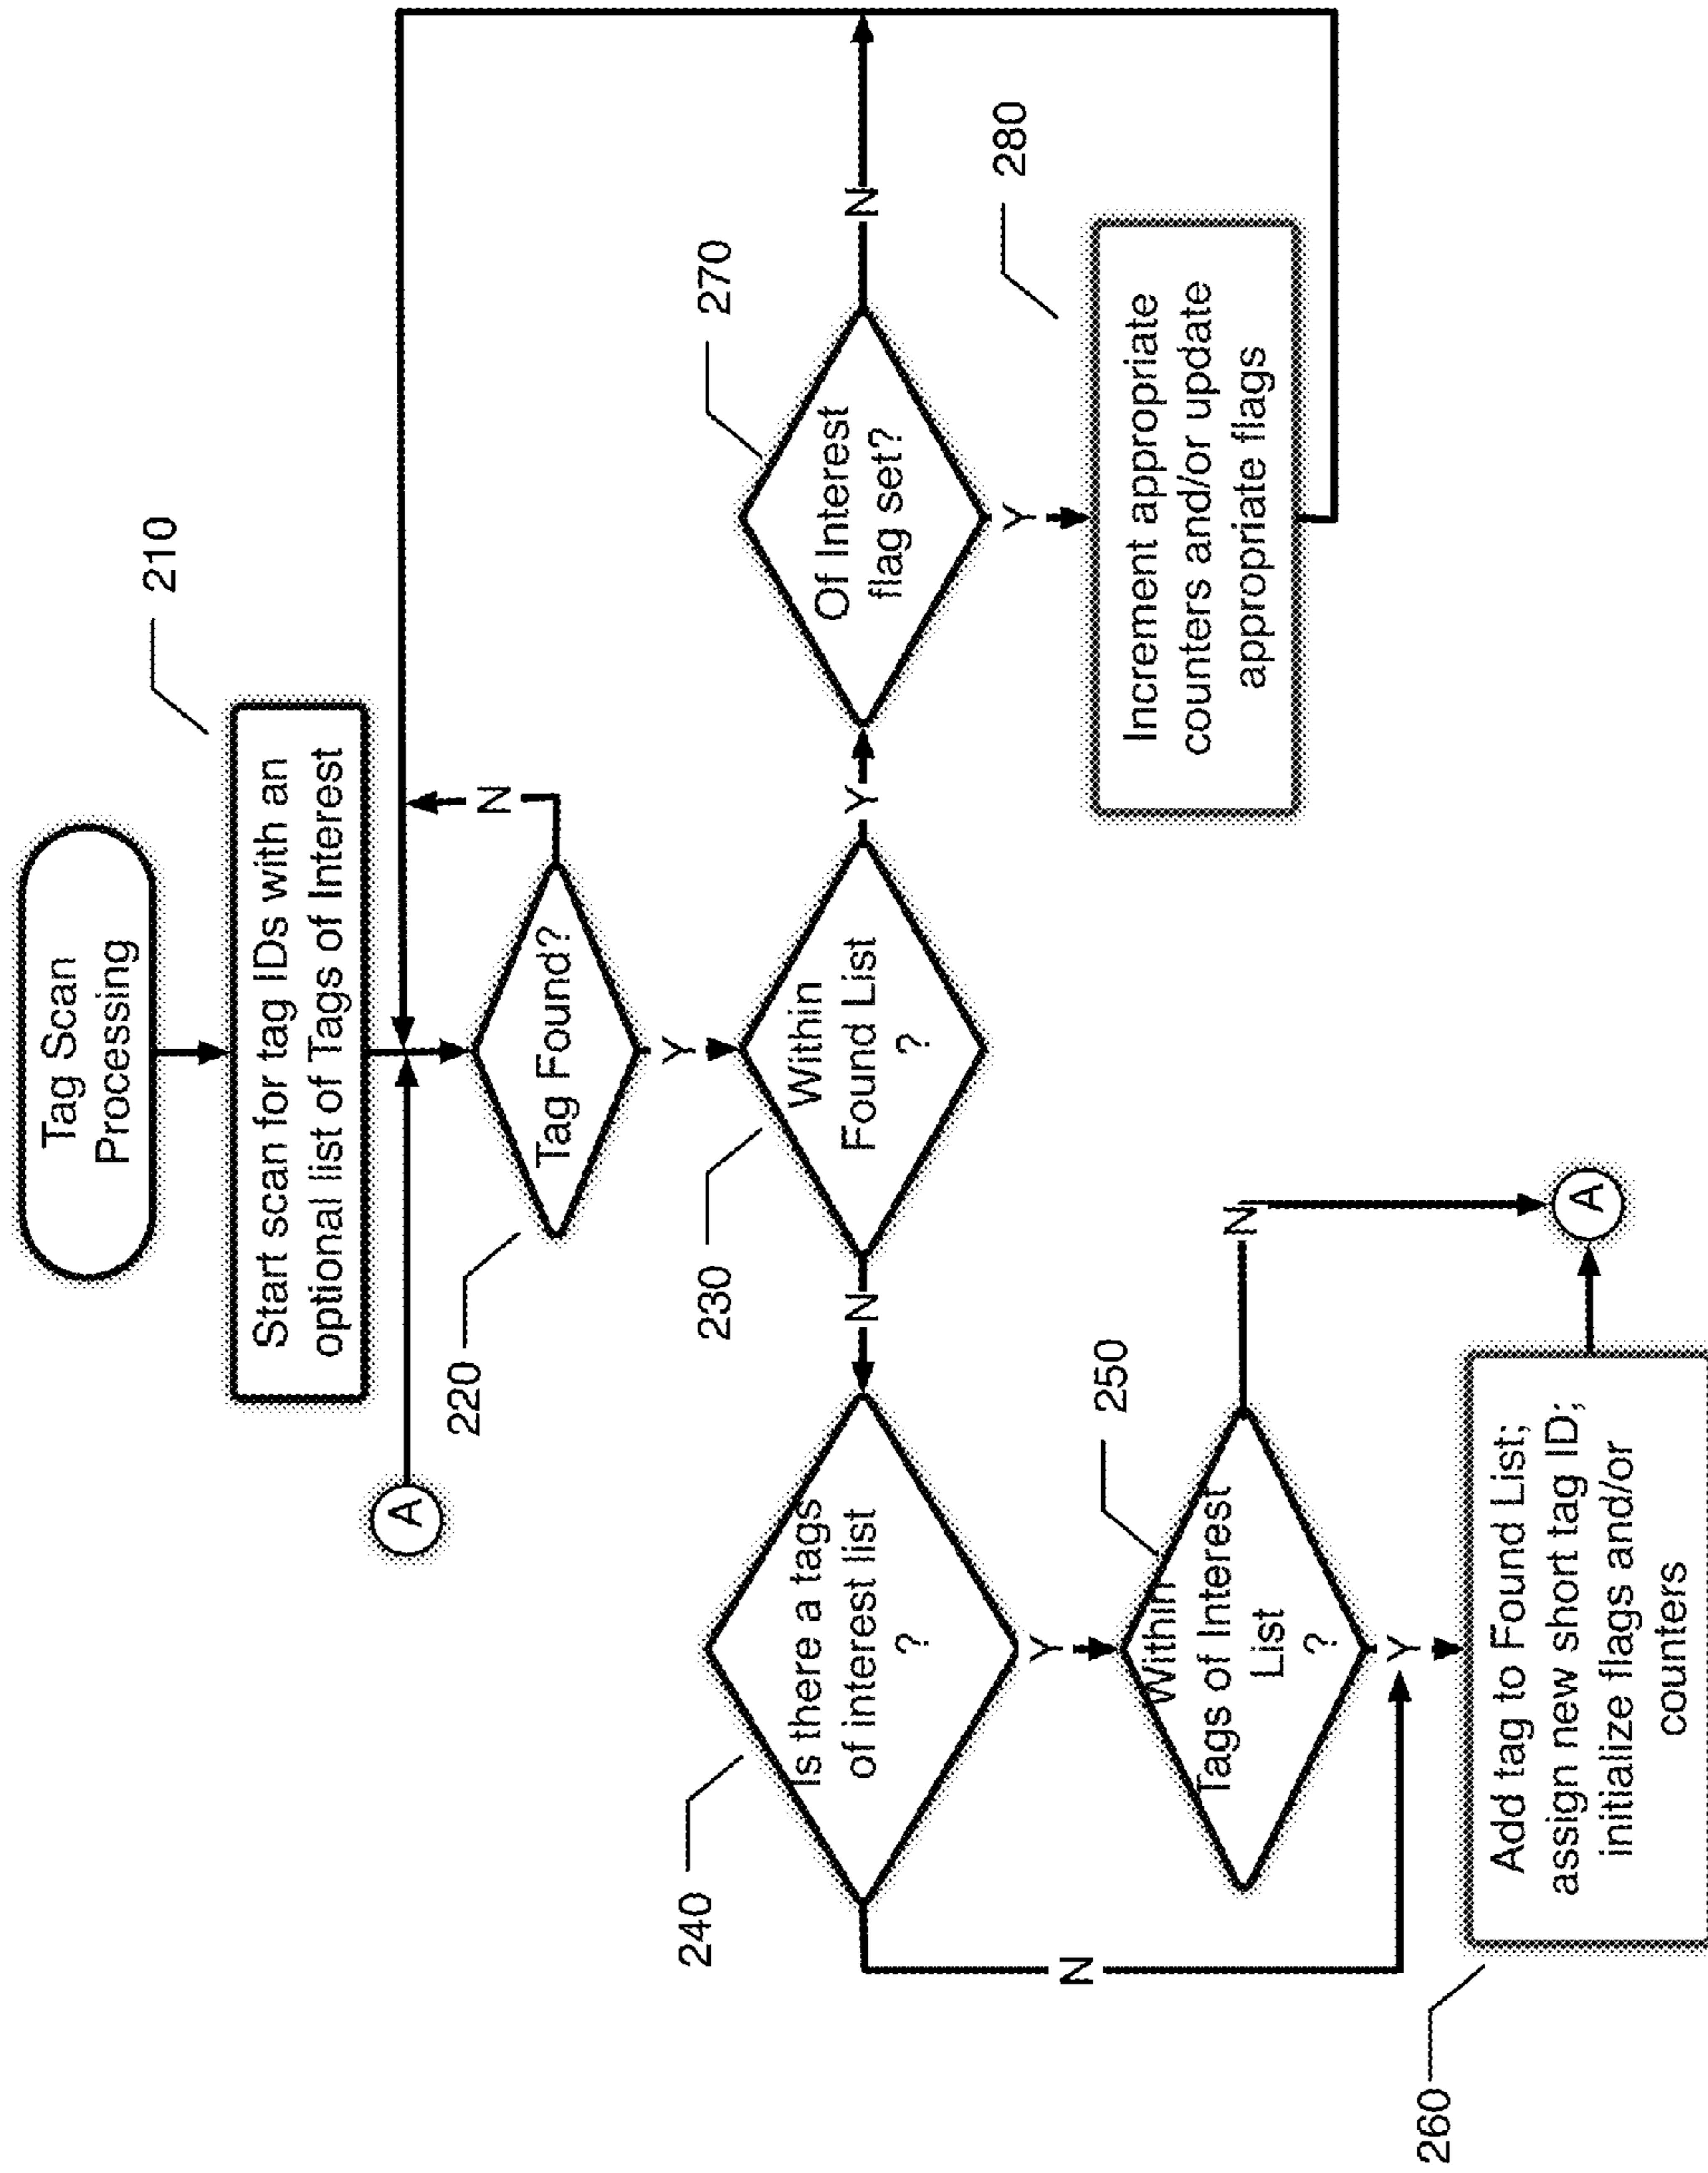 Tag Scan
Processing
210
Start scan for tag IDs with an
optional list of Tags of Interest
A
220
Tag Found?
N
Y
230
Within
Found List
?
N
Y
270
Of Interest
flag set?
N
Y
280
Increment appropriate
counters and/or update
appropriate flags
240
Is there a tags
of interest list
?
N
Y
250
Within
Tags of Interest
List
?
N
Y
A
260
Add tag to Found List;
assign new short tag ID;
initialize flags and/or
counters